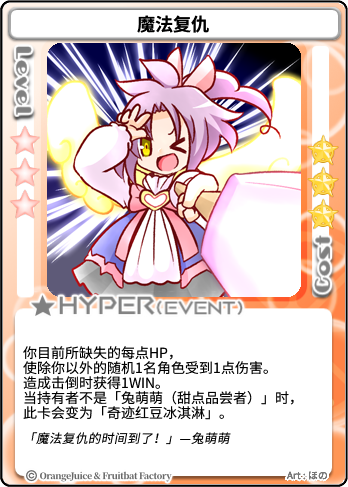 魔法复仇
Level
Cost
HYPER(EVENT)
你目前所缺失的每点HP，
使除你以外的随机1名角色受到1点伤害。
造成击倒时获得1WIN。
当持有者不是「兔萌萌（甜点品尝者）」时，
此卡会变为「奇迹红豆冰淇淋」。
「魔法复仇的时间到了！」—兔萌萌
© OrangeJuice & Fruitbat Factory
Art : ほの